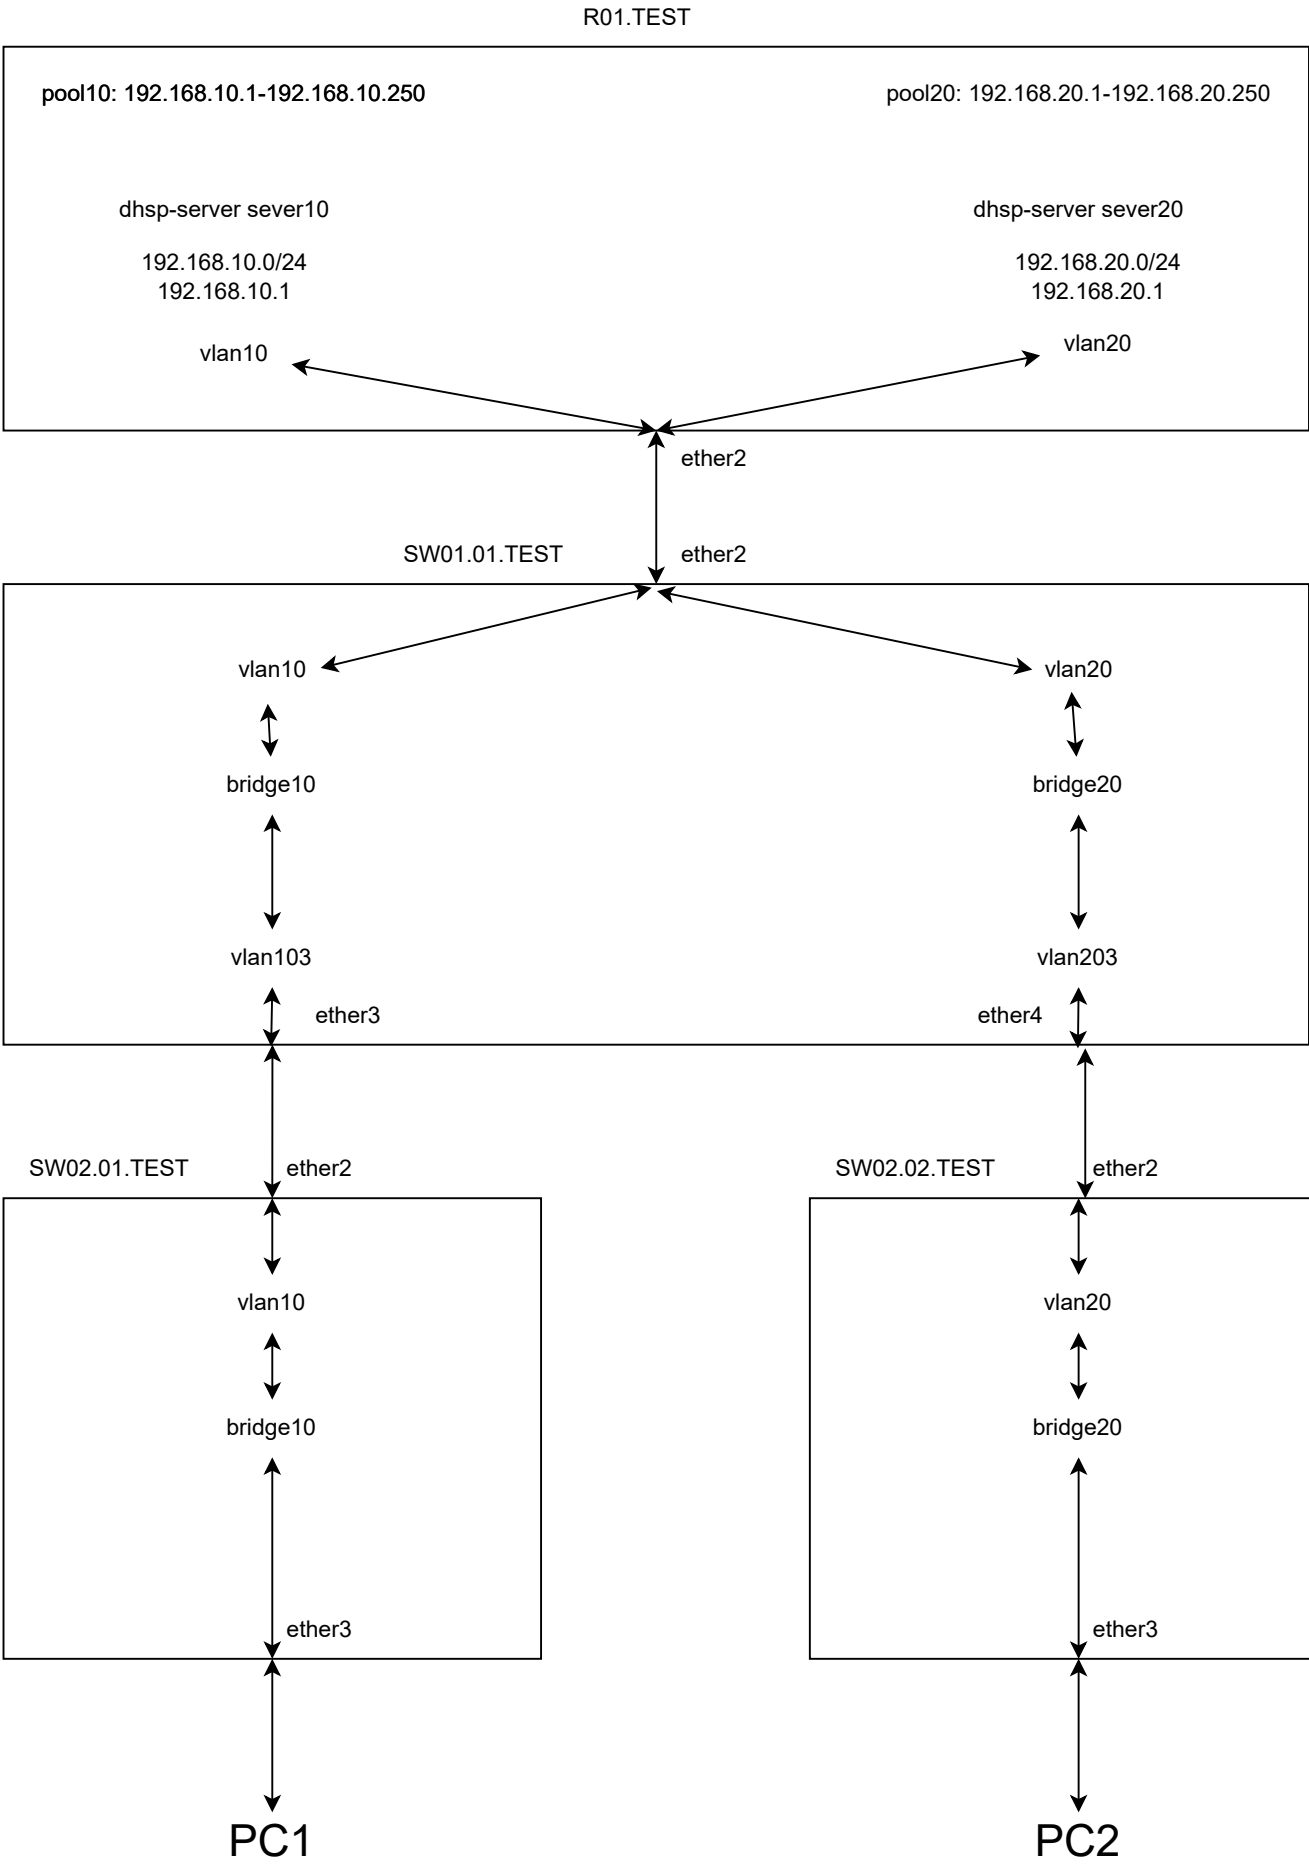 R01.TEST
pool10: 192.168.10.1-192.168.10.250
pool20: 192.168.20.1-192.168.20.250
dhsp-server sever10
dhsp-server sever20
192.168.10.0/24
192.168.10.1
192.168.20.0/24
192.168.20.1
vlan10
vlan20
ether2
SW01.01.TEST
ether2
vlan10
vlan20
bridge10
bridge20
vlan103
vlan203
ether3
ether4
SW02.01.TEST
ether2
SW02.02.TEST
ether2
vlan10
vlan20
bridge10
bridge20
ether3
ether3
PC1
PC2